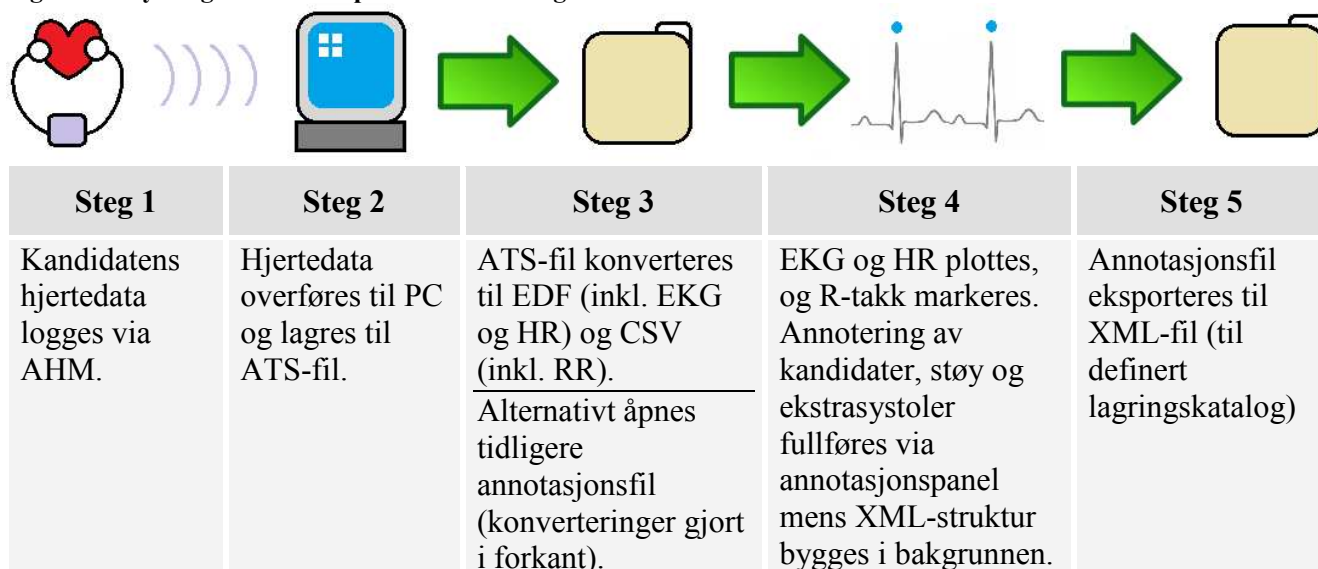 Steg 1
Steg 2
Steg 3
Steg 4
Steg 5
Kandidatens
hjertedata
logges via
AHM.
Hjertedata
overføres til PC
og lagres til
ATS-fil.
ATS-fil konverteres
til EDF (inkl. EKG
og HR) og CSV
(inkl. RR).
Alternativt åpnes
tidligere
annotasjonsfil
(konverteringer gjort
i forkant).
EKG og HR plottes,
og R-takk markeres.
Annotering av
kandidater, støy og
ekstrasystoler
fullføres via
annotasjonspanel
mens XML-struktur
bygges i bakgrunnen.
Annotasjonsfil
eksporteres til
XML-fil (til
definert
lagringskatalog)